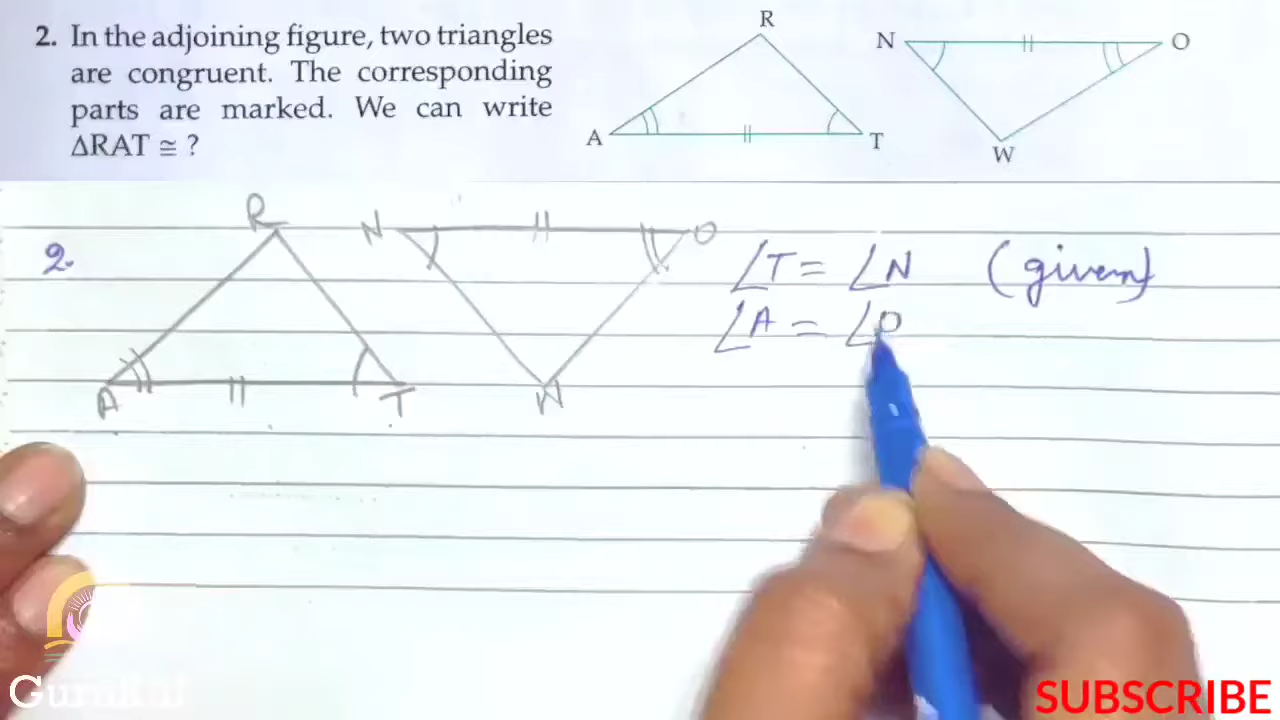 2. In the adjoining figure, two triangles
are congruent. The corresponding
parts are marked. We can write
ΔRAT ≅ ?
R
A
T
N
O
W
2.
R
A
T
N
O
W
∠T = ∠N (given)
∠A = ∠O
SUBSCRIBE